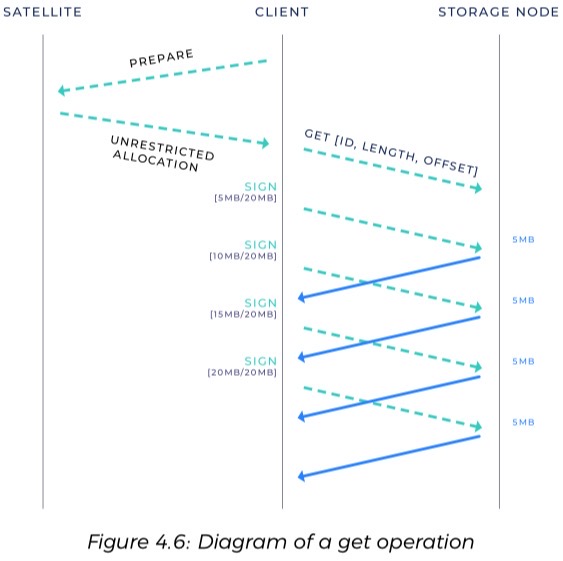 SATELLITE
CLIENT
STORAGE NODE
PREPARE
UNRESTRICTED
ALLOCATION
GET [ID, LENGTH, OFFSET]
SIGN
[5MB/20MB]
5MB
SIGN
[10MB/20MB]
5MB
SIGN
[15MB/20MB]
5MB
SIGN
[20MB/20MB]
5MB
Figure 4.6: Diagram of a get operation